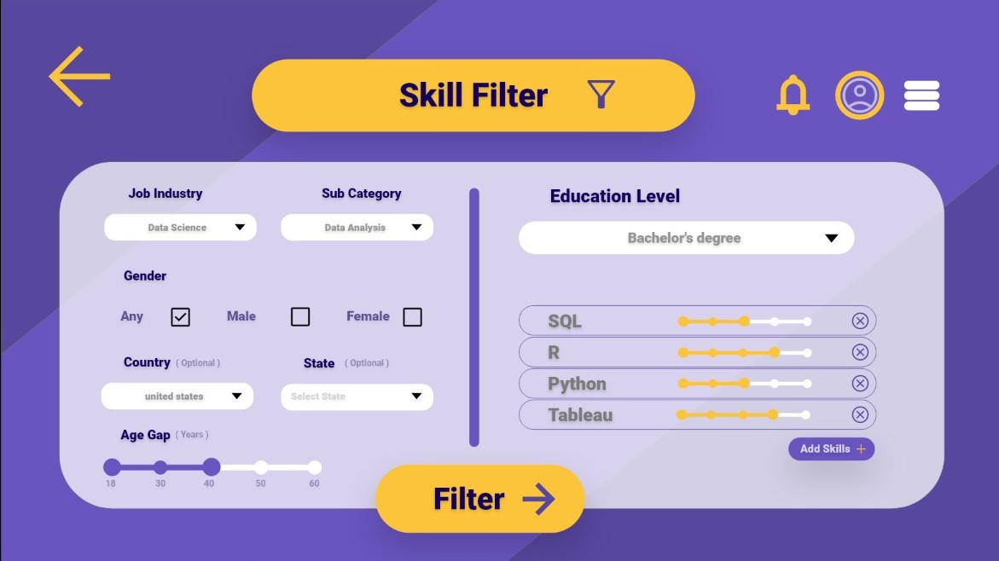 Skill Filter
Job Industry
Sub Category
Data Science
Data Analysis
Gender
Any
Male
Female
Country ( Optional )
State ( Optional )
united states
Select State
Age Gap ( Years )
18 30 40 50 60
Education Level
Bachelor's degree
SQL
R
Python
Tableau
Add Skills +
Filter